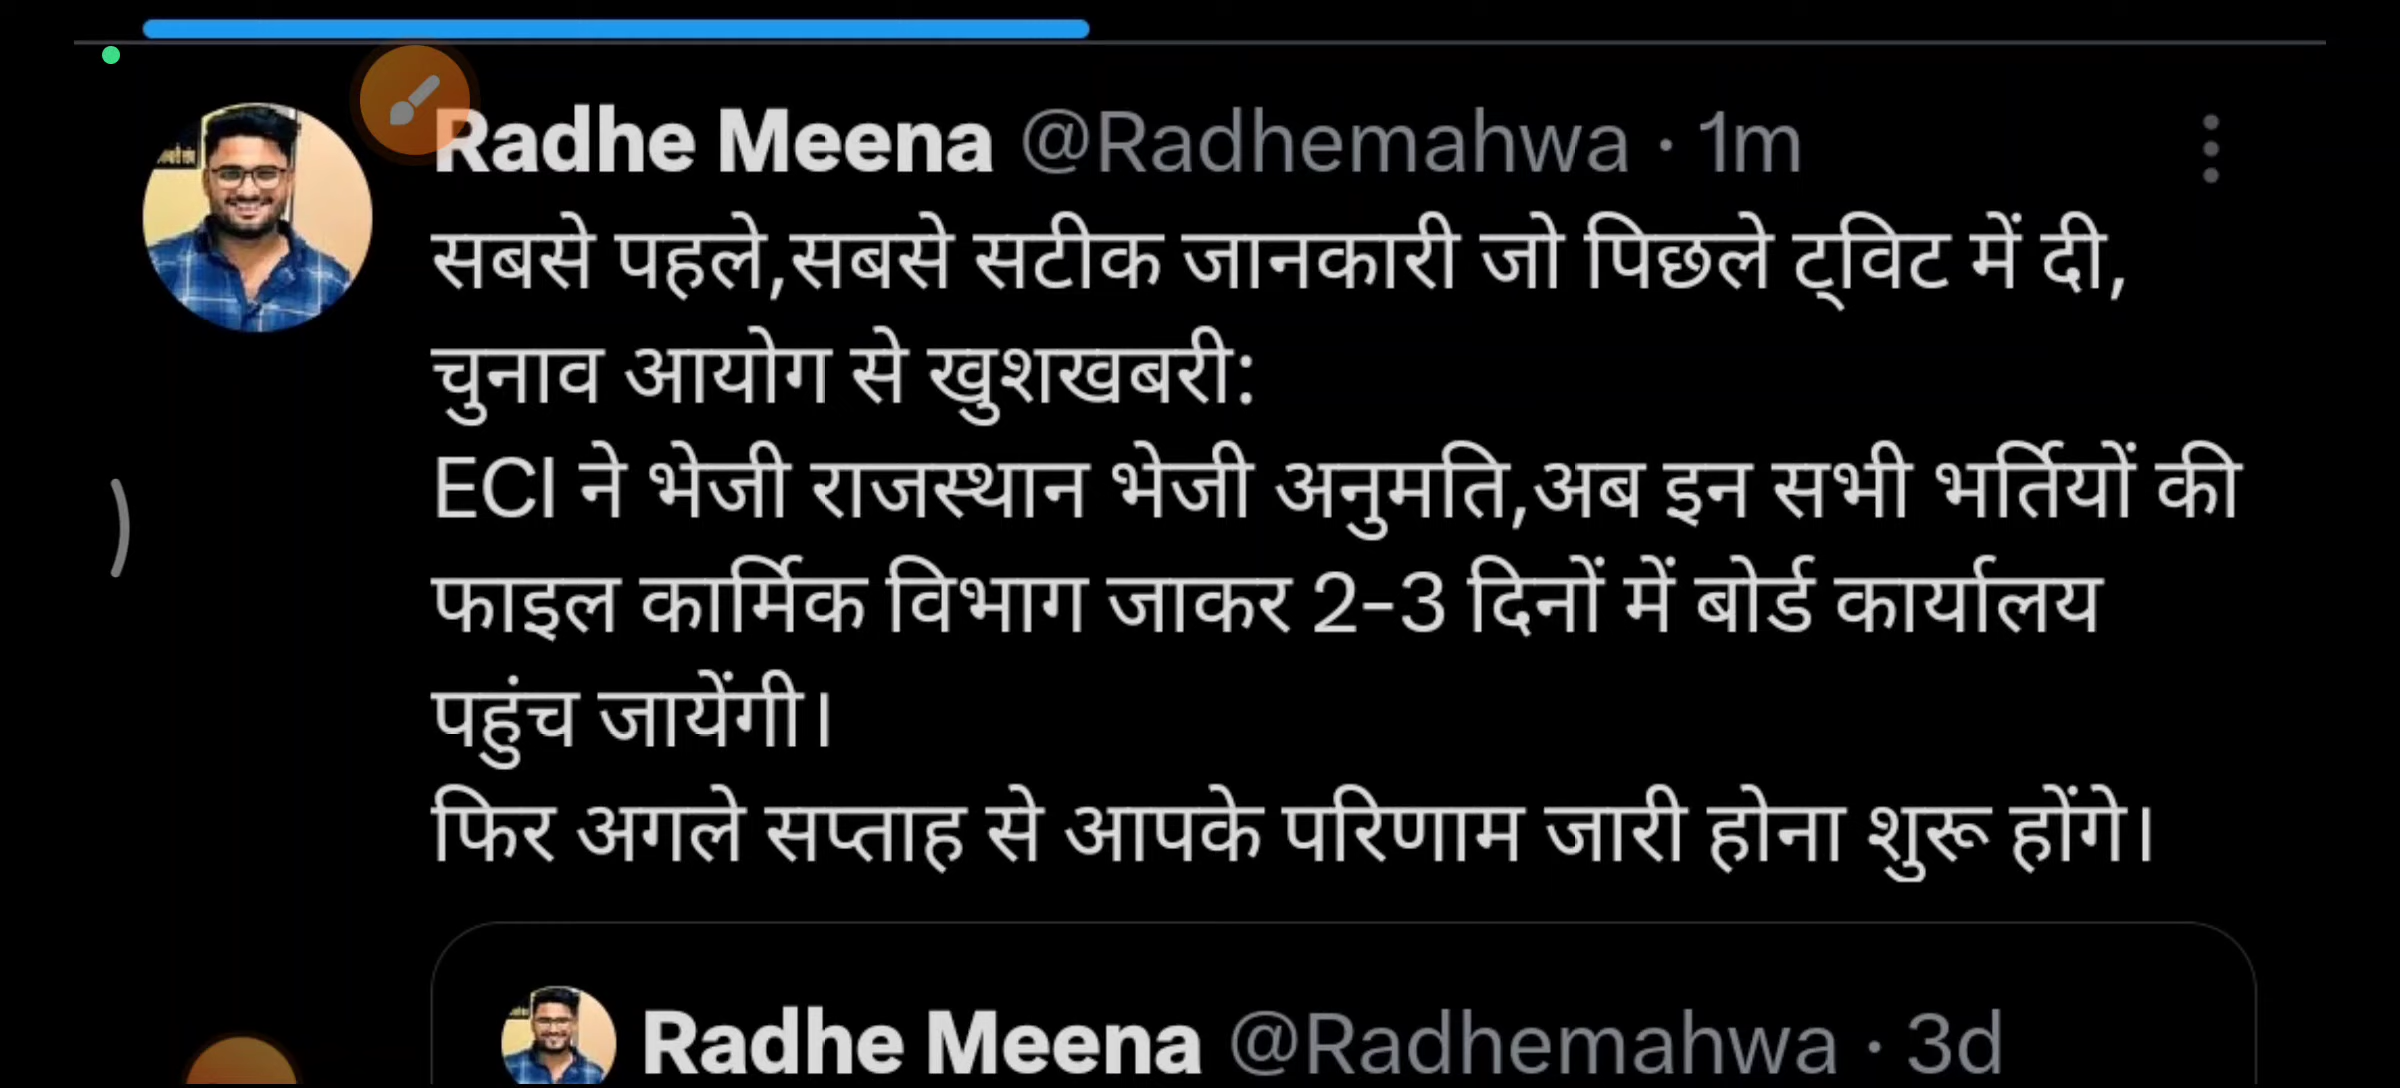 Radhe Meena @Radhemahwa · 1m
सबसे पहले,सबसे सटीक जानकारी जो पिछले ट्विट में दी,
चुनाव आयोग से खुशखबरी:
ECI ने भेजी राजस्थान भेजी अनुमति,अब इन सभी भर्तियों की
फाइल कार्मिक विभाग जाकर 2-3 दिनों में बोर्ड कार्यालय
पहुंच जायेंगी।
फिर अगले सप्ताह से आपके परिणाम जारी होना शुरू होंगे।
Radhe Meena @Radhemahwa · 3d